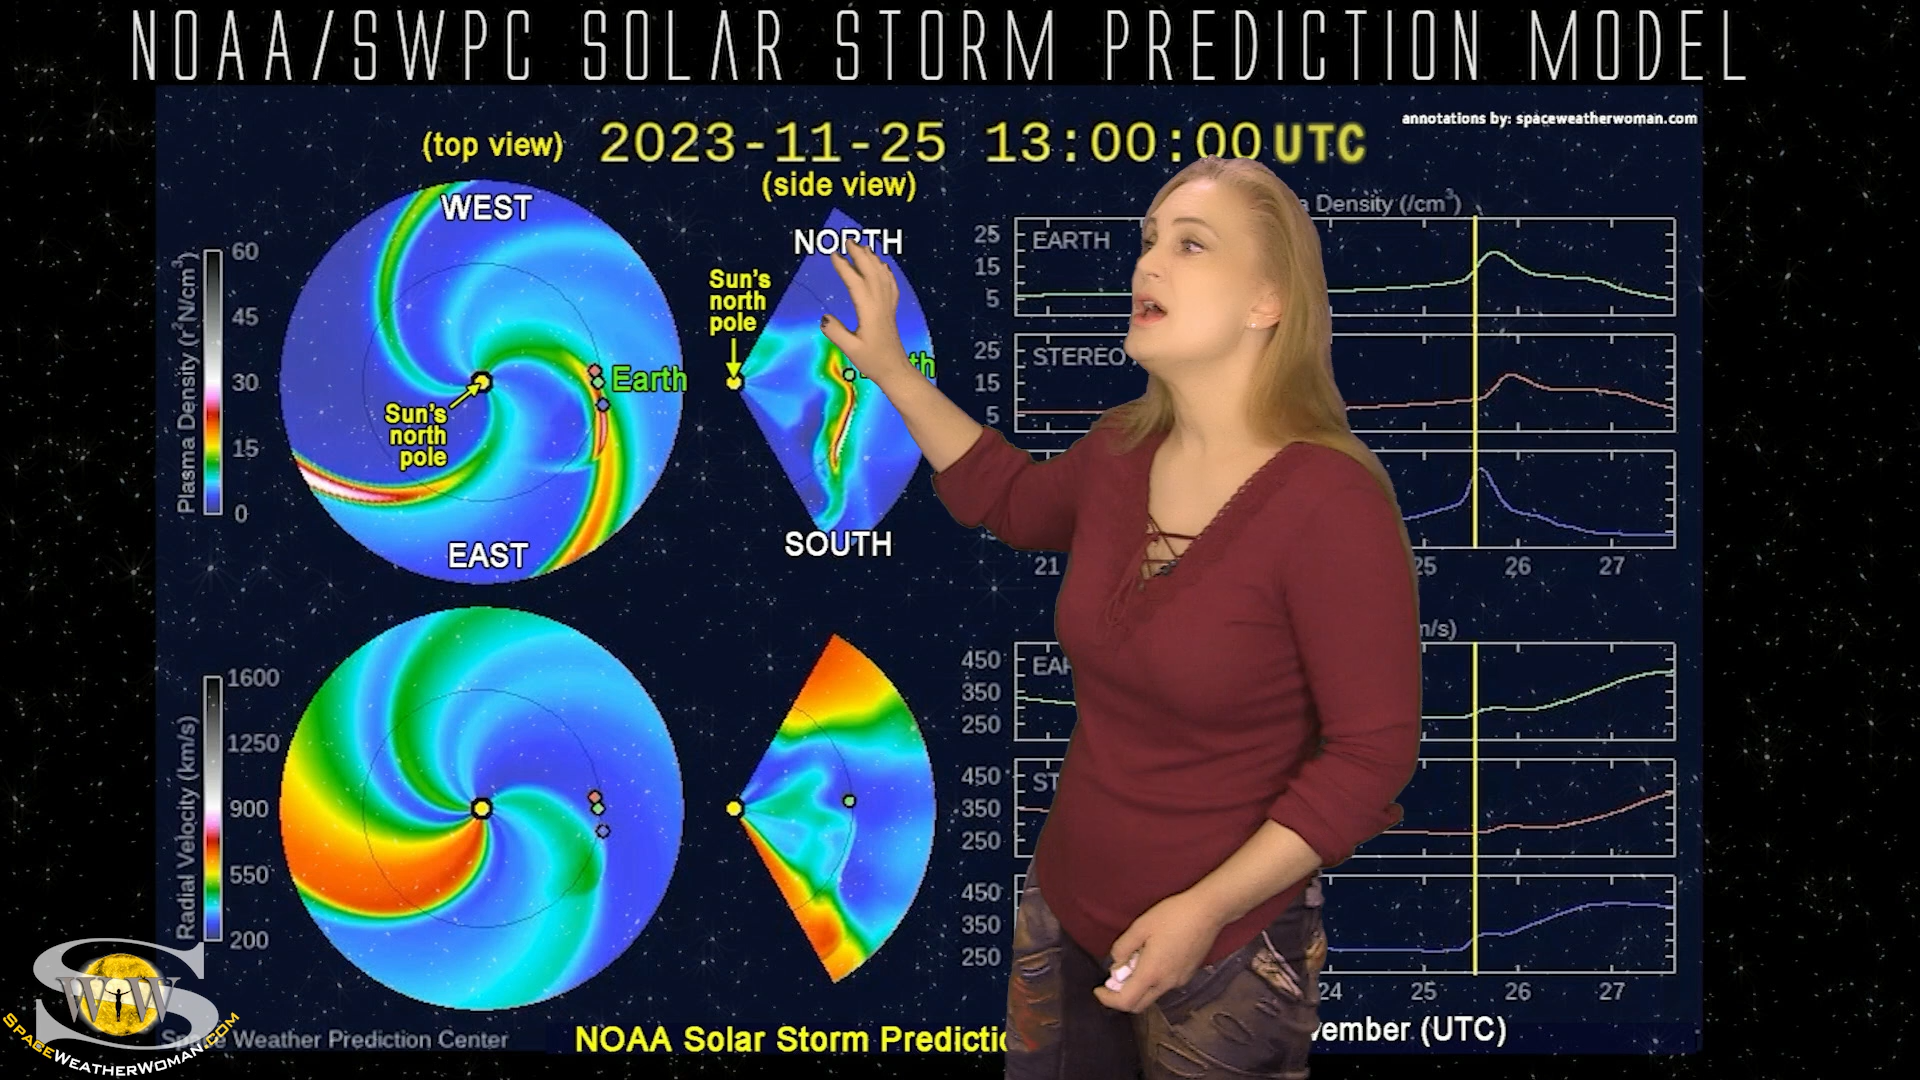 NOAA/SWPC SOLAR STORM PREDICTION MODEL
annotations by: spaceweatherwoman.com
(top view)
2023-11-25 13:00:00 UTC
(side view)
WEST
NORTH
Sun's
north
pole
Earth
Sun's
north
pole
EAST
SOUTH
Plasma Density (r²N/cm³)
60
45
30
15
0
Density (/cm³)
25
15
5
EARTH
25
15
5
STEREO
21
25
26
27
Radial Velocity (km/s)
1600
1250
900
550
200
450
350
250
450
350
250
450
350
250
24
25
26
27
(UTC)
Weather Prediction Center
NOAA Solar Storm
S
WW
SPACEWEATHERWOMAN.COM